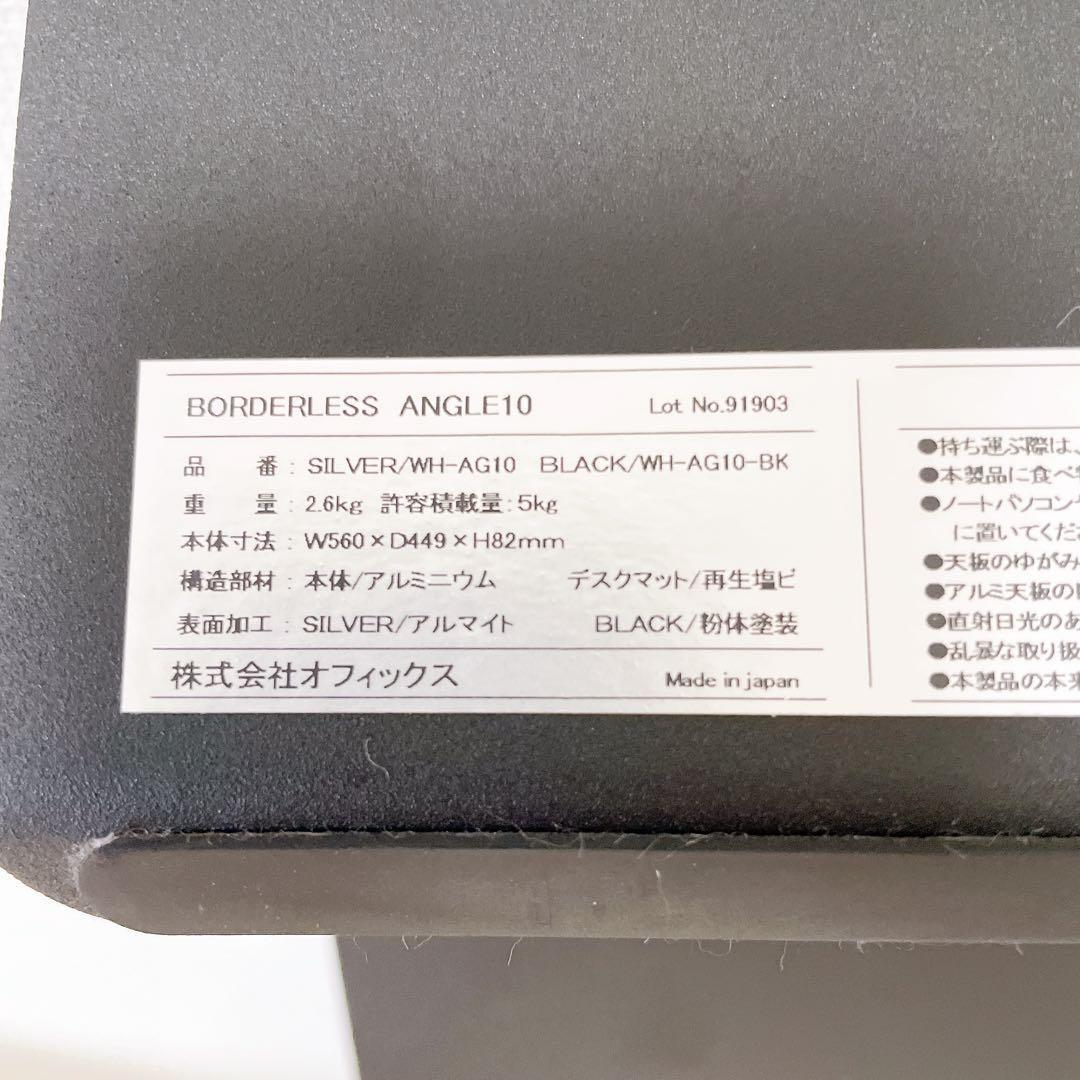 BORDERLESS ANGLE10 Lot No.91903
品 番 : SILVER/WH-AG10 BLACK/WH-AG10-BK
重 量 : 2.6kg 許容積載量:5kg
本体寸法 : W560×D449×H82mm
構造部材 : 本体/アルミニウム デスクマット/再生塩ビ
表面加工 : SILVER/アルマイト BLACK/粉体塗装
株式会社オフィックス Made in japan
●持ち運ぶ際は、
●本製品に食べ
●ノートパソコン
に置いてくだ
●天板のゆがみ
●アルミ天板の
●直射日光のあ
●乱暴な取り扱
●本製品の本来